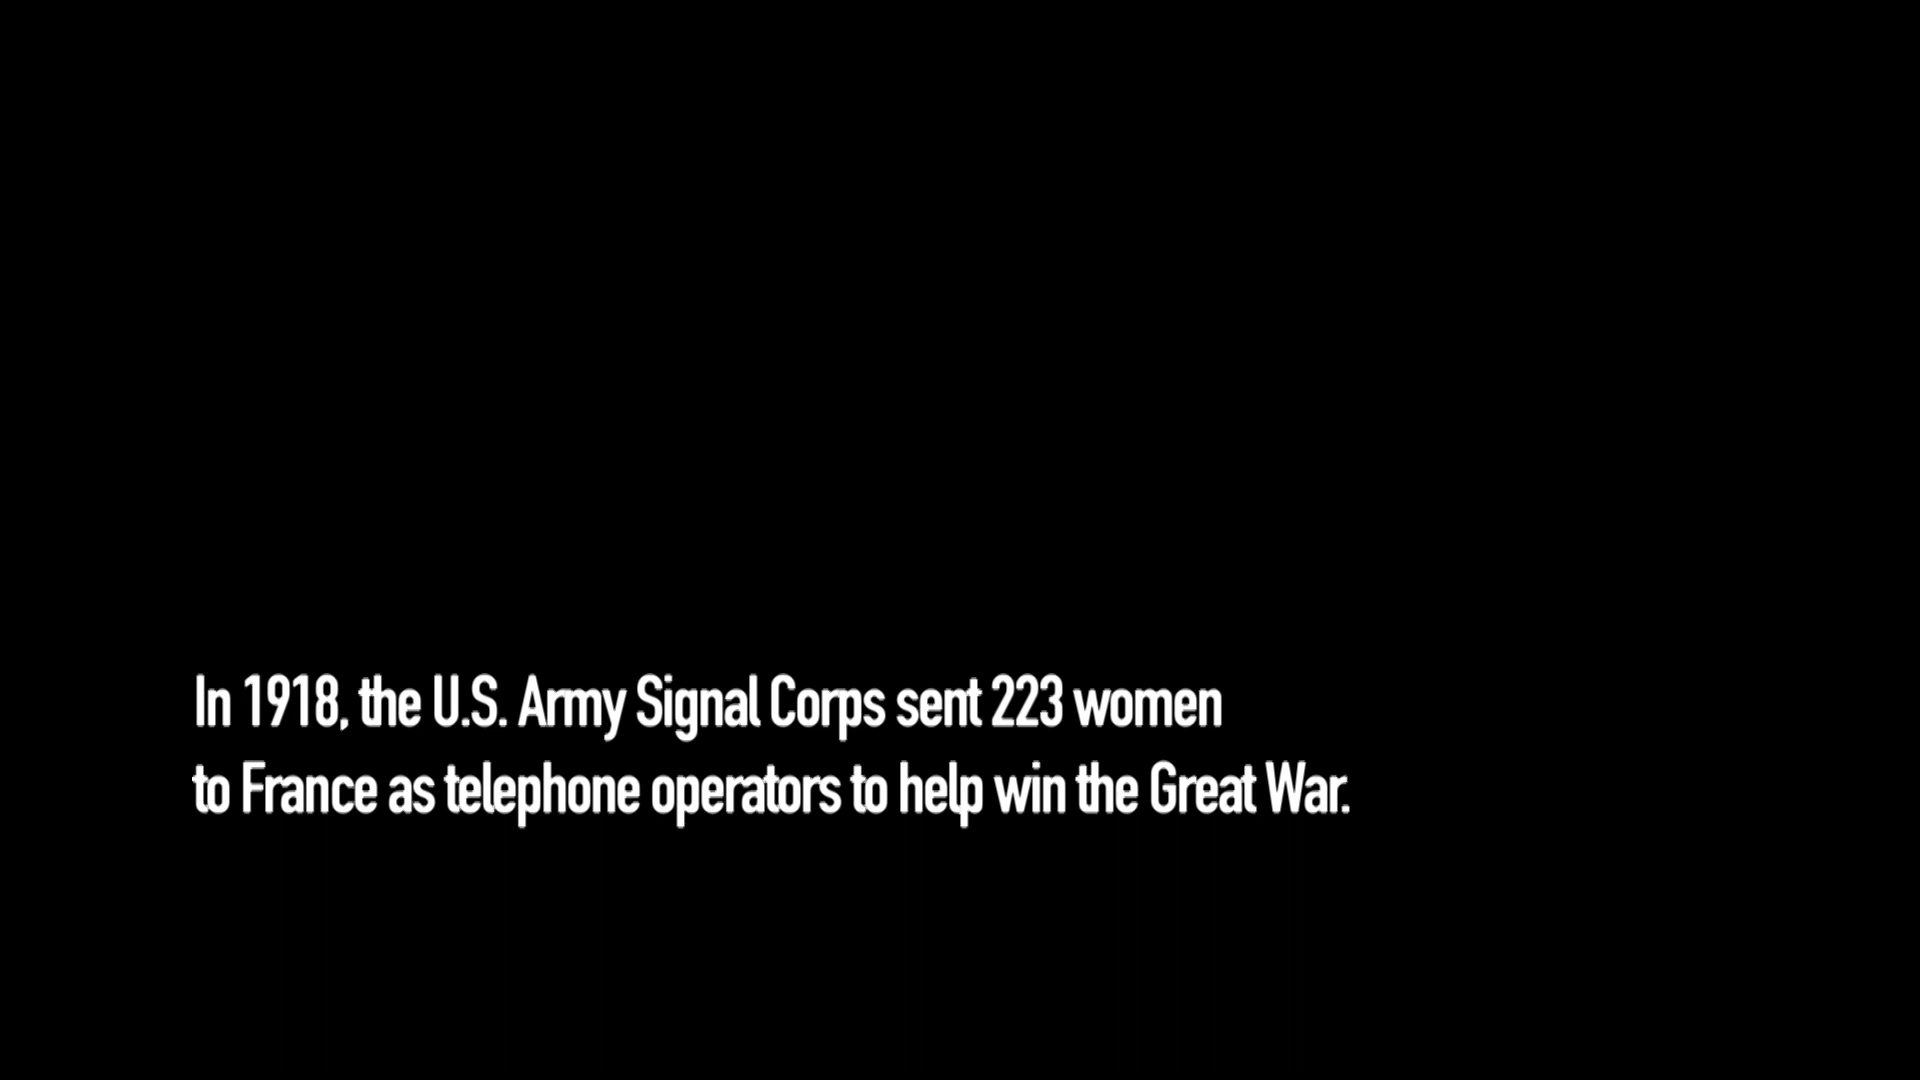 In 1918, the U.S. Army Signal Corps sent 223 women
to France as telephone operators to help win the Great War.